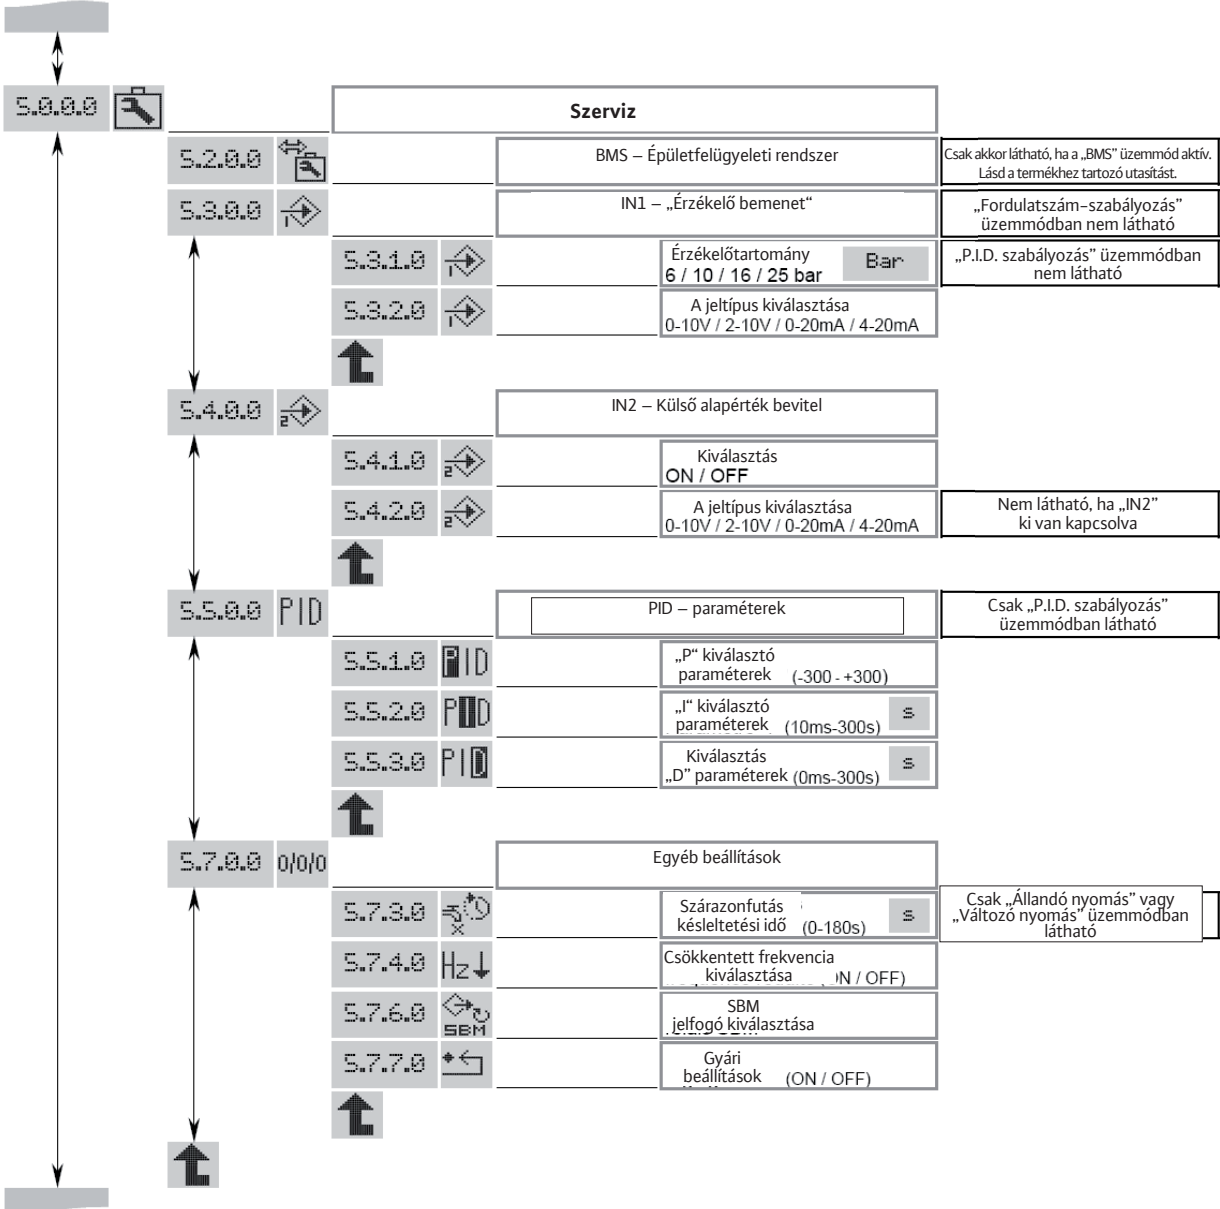 5.0.0.0
Szerviz
5.2.0.0
BMS – Épületfelügyeleti rendszer
Csak akkor látható, ha a „BMS” üzemmód aktív.
Lásd a termékhez tartozó utasítást.
5.3.0.0
1
IN1 – „Érzékelő bemenet“
„Fordulatszám–szabályozás”
üzemmódban nem látható
5.3.1.0
1
Érzékelőtartomány
6 / 10 / 16 / 25 bar
Bar
„P.I.D. szabályozás” üzemmódban
nem látható
5.3.2.0
1
A jeltípus kiválasztása
0-10V / 2-10V / 0-20mA / 4-20mA
5.4.0.0
2
IN2 – Külső alapérték bevitel
5.4.1.0
2
Kiválasztás
ON / OFF
5.4.2.0
2
A jeltípus kiválasztása
0-10V / 2-10V / 0-20mA / 4-20mA
Nem látható, ha „IN2”
ki van kapcsolva
5.5.0.0
PID
PID – paraméterek
Csak „P.I.D. szabályozás”
üzemmódban látható
5.5.1.0
PID
„P“ kiválasztó
paraméterek (-300 - +300)
5.5.2.0
PID
„I“ kiválasztó
paraméterek (10ms-300s)
s
5.5.3.0
PID
Kiválasztás
„D” paraméterek (0ms-300s)
s
5.7.0.0
0/0/0
Egyéb beállítások
5.7.3.0
Szárazonfutás
késleltetési idő (0-180s)
s
Csak „Állandó nyomás” vagy
„Változó nyomás” üzemmódban
látható
5.7.4.0
Hz
Csökkentett frekvencia
kiválasztása N / OFF)
5.7.6.0
SBM
SBM
jelfogó kiválasztása
5.7.7.0
Gyári
beállítások (ON / OFF)